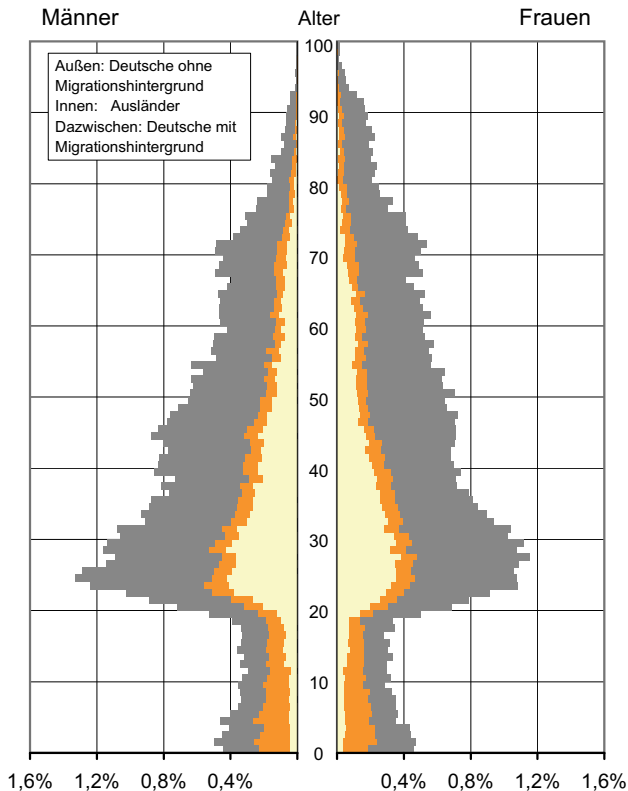 Männer Alter Frauen
Außen: Deutsche ohne
Migrationshintergrund
Innen: Ausländer
Dazwischen: Deutsche mit
Migrationshintergrund
100
90
80
70
60
50
40
30
20
10
0
1,6% 1,2% 0,8% 0,4% 0,4% 0,8% 1,2% 1,6%